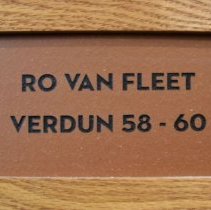 RO VAN FLEET
VERDUN 58 - 60